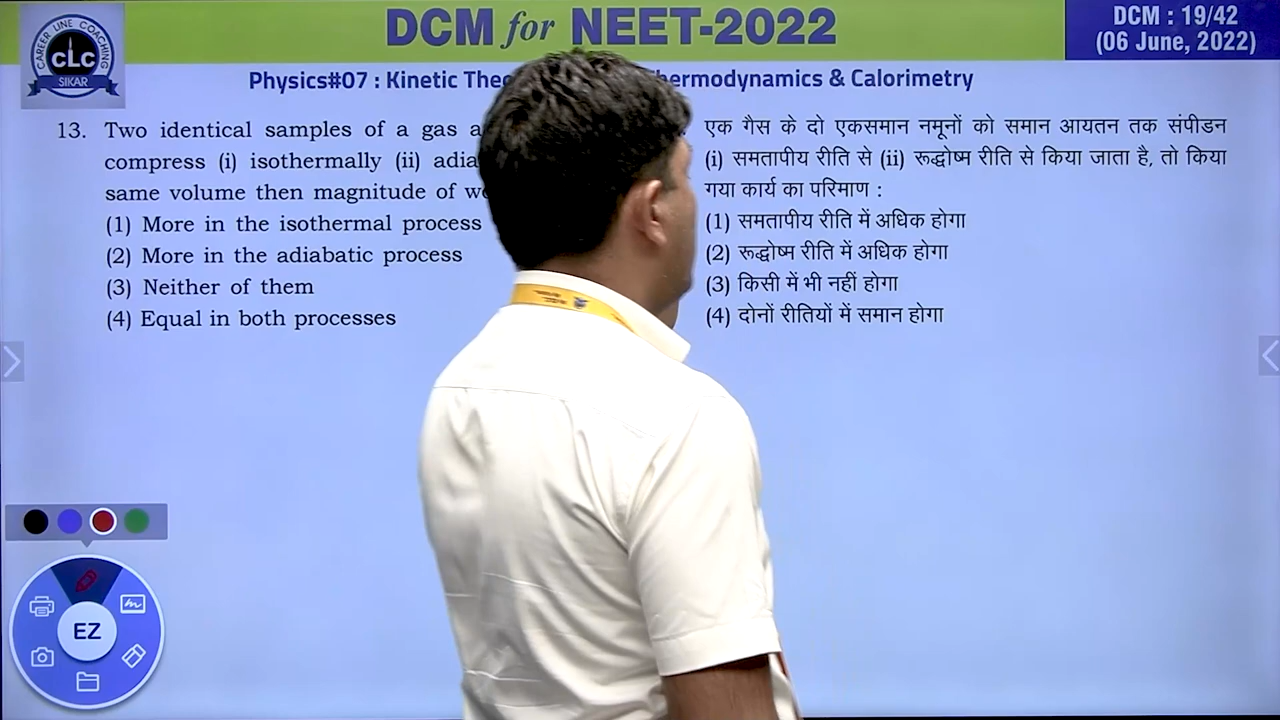 DCM for NEET-2022
DCM : 19/42
(06 June, 2022)
CAREER LINE COACHING
CLC
SIKAR
Physics#07 : Kinetic hermodynamics & Calorimetry
13. Two identical samples of a gas
compress (i) isothermally (ii)
same volume then magnitude of
(1) More in the isothermal process
(2) More in the adiabatic process
(3) Neither of them
(4) Equal in both processes
एक गैस के दो एकसमान नमूनों को समान आयतन तक संपीडन
(i) समतापीय रीति से (ii) रूद्धोष्म रीति से किया जाता है, तो किया
गया कार्य का परिमाण :
(1) समतापीय रीति में अधिक होगा
(2) रूद्धोष्म रीति में अधिक होगा
(3) किसी में भी नहीं होगा
(4) दोनों रीतियों में समान होगा
EZ